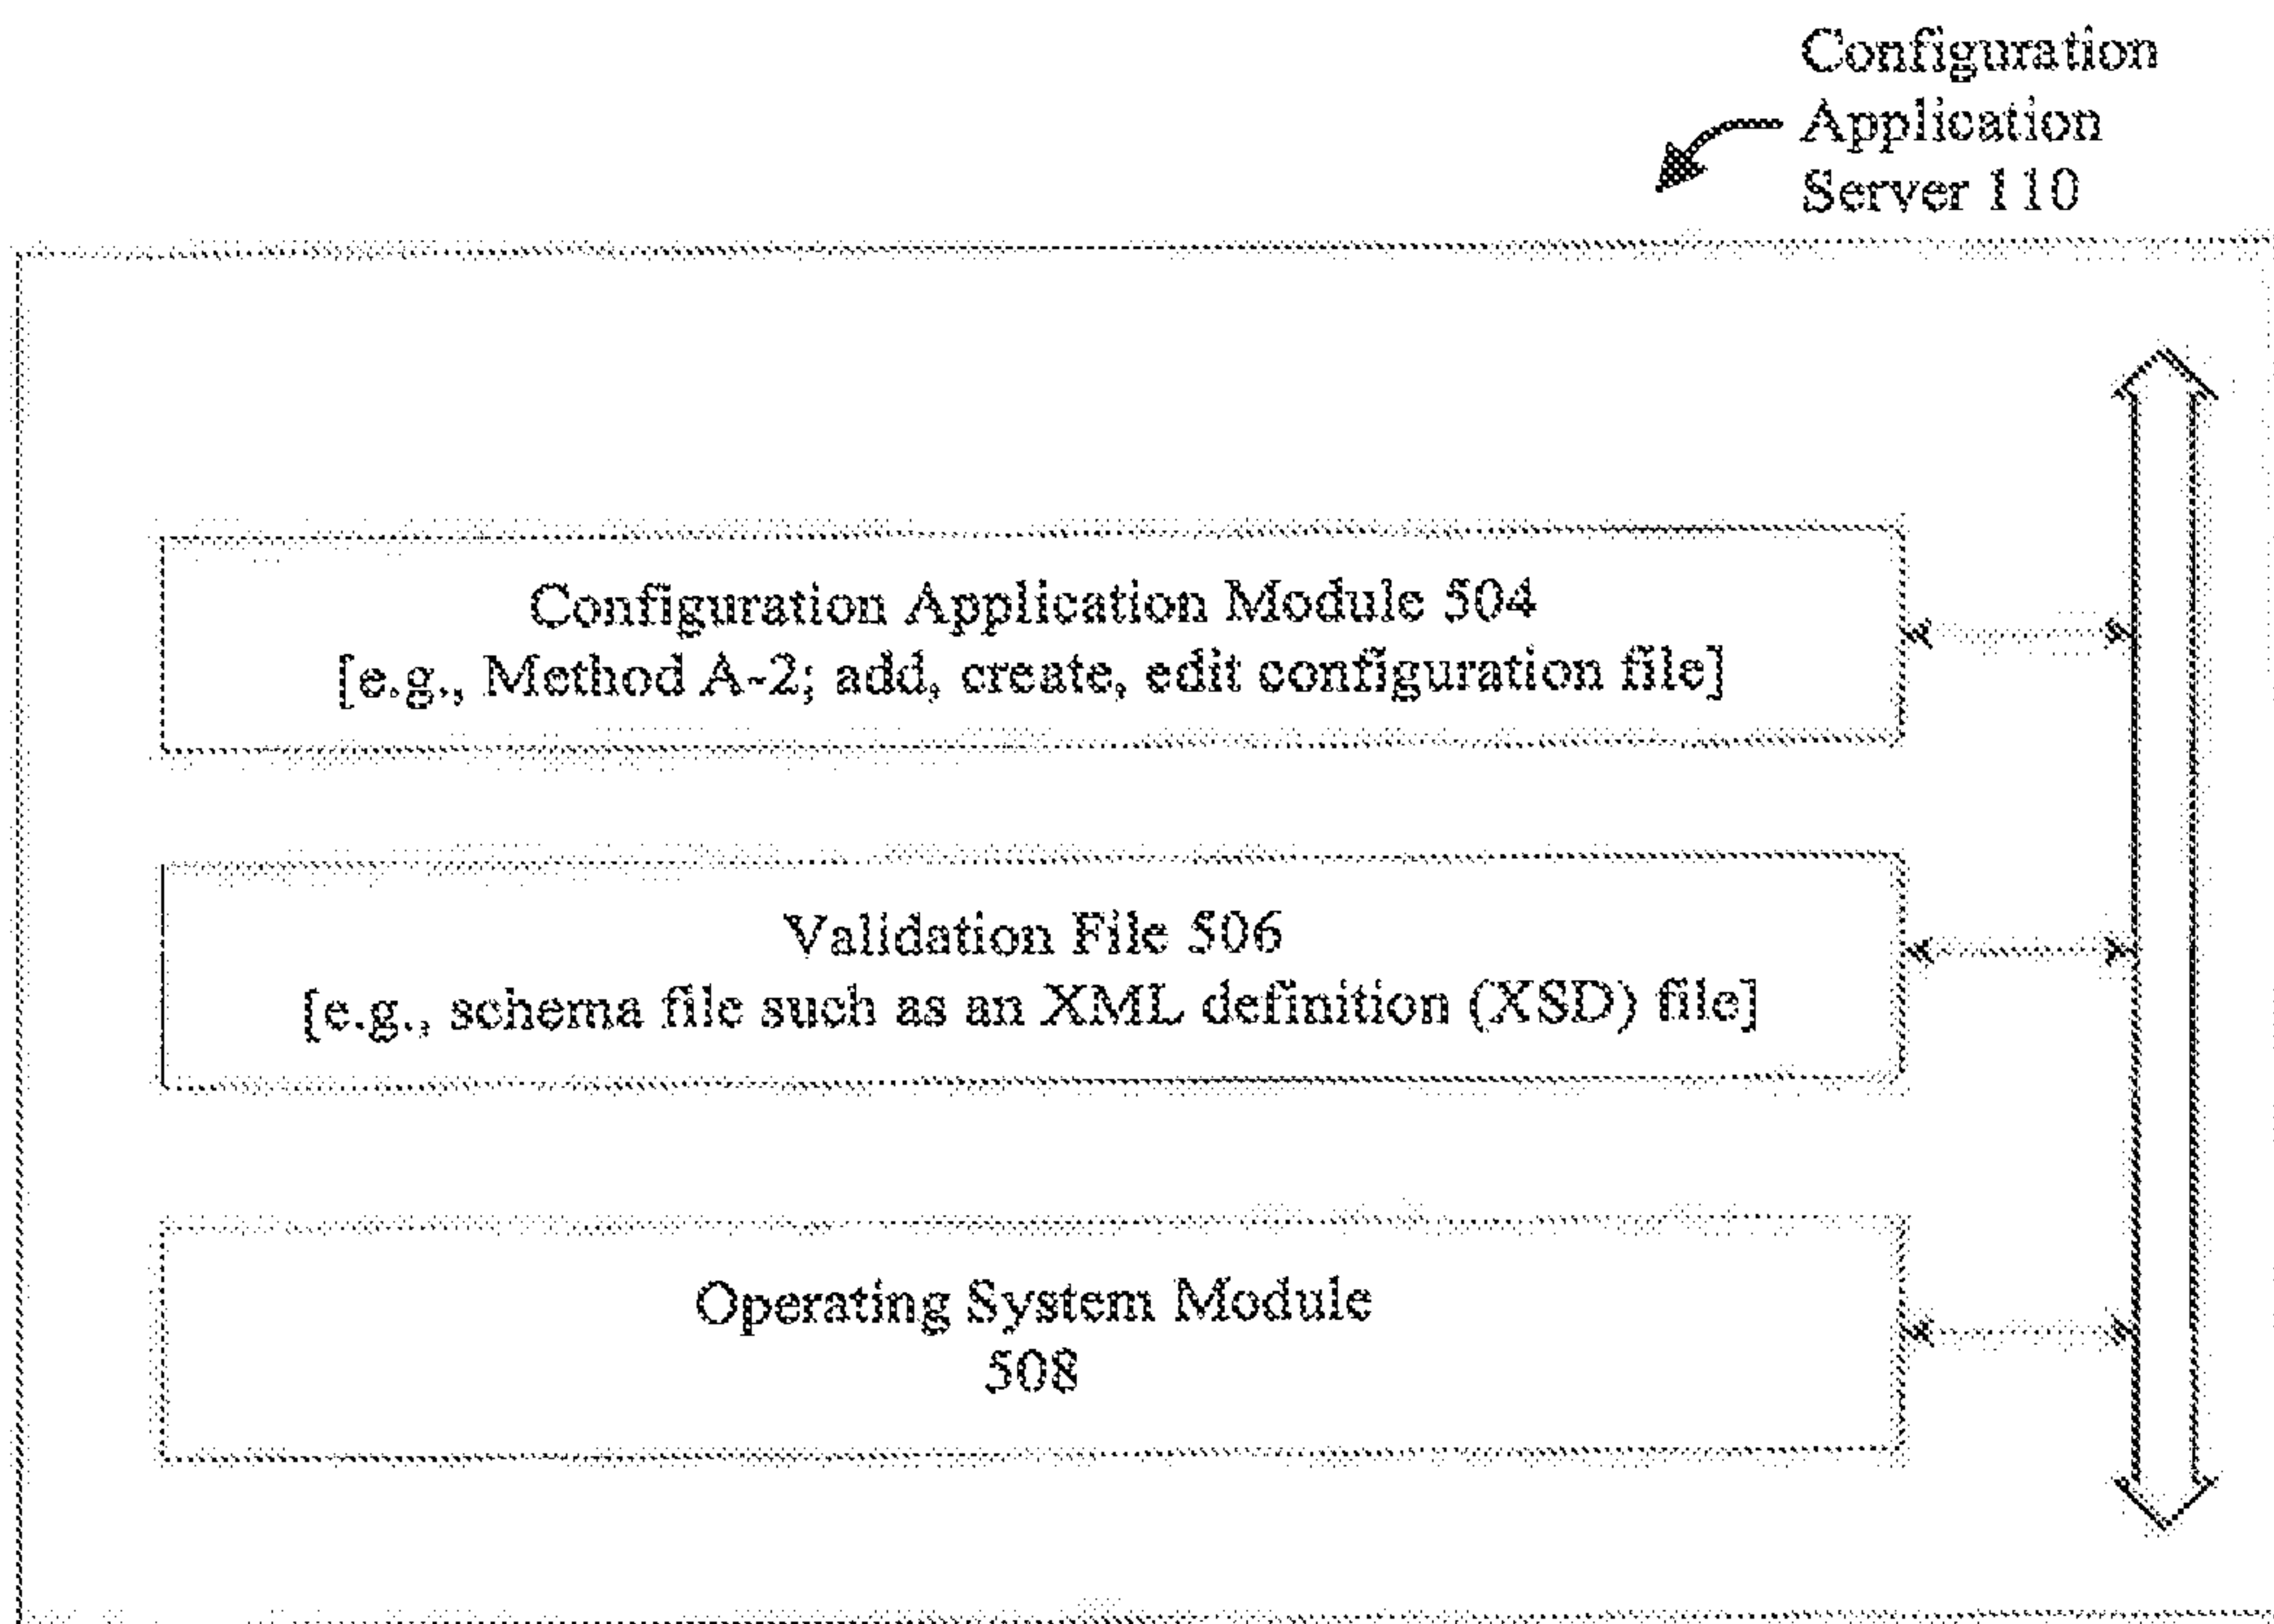 Configuration
Application
Server 110
Configuration Application Module 504
[e.g., Method A-2; add, create, edit configuration file]
Validation File 506
[e.g., schema file such as an XML definition (XSD) file]
Operating System Module
508